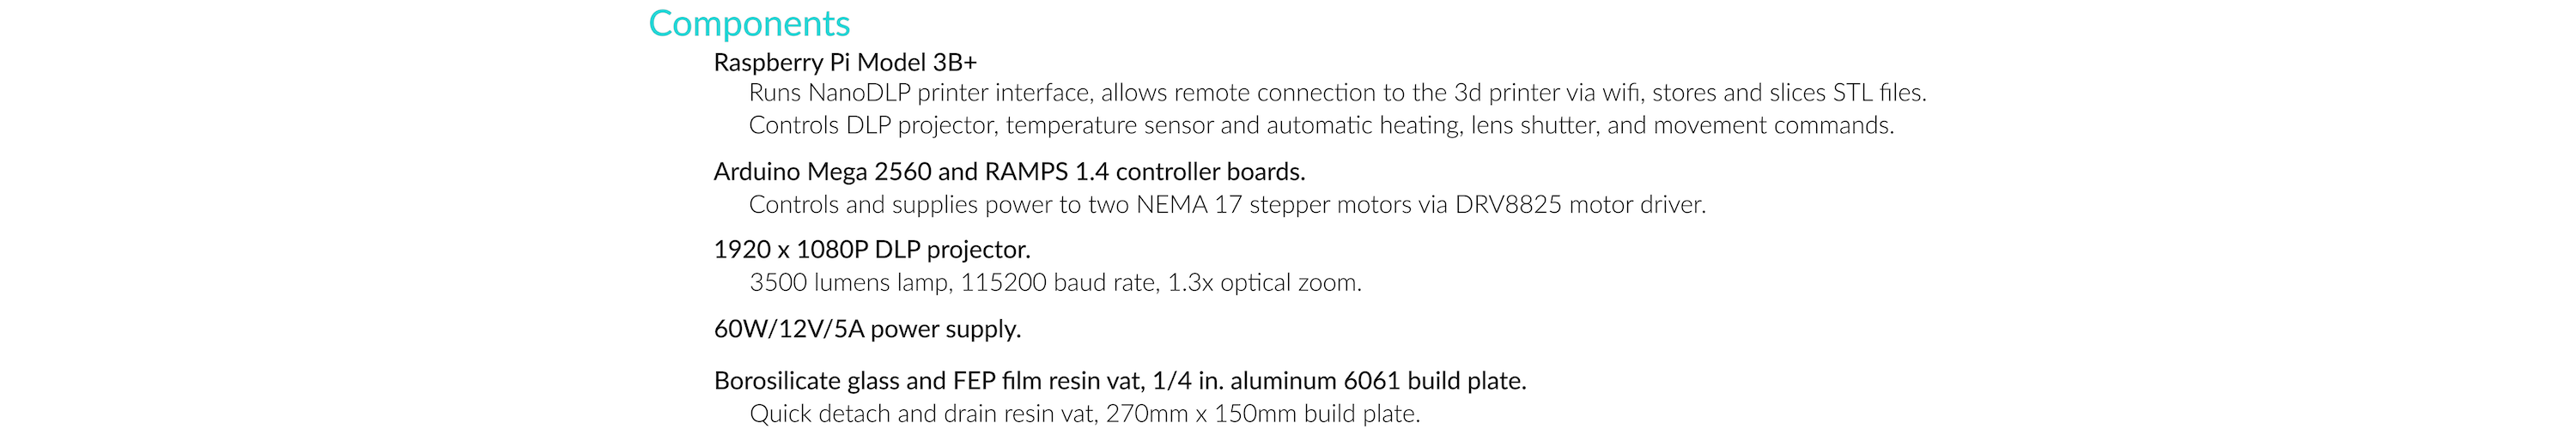 Components
Raspberry Pi Model 3B+
Runs NanoDLP printer interface, allows remote connection to the 3d printer via wifi, stores and slices STL files.
Controls DLP projector, temperature sensor and automatic heating, lens shutter, and movement commands.
Arduino Mega 2560 and RAMPS 1.4 controller boards.
Controls and supplies power to two NEMA 17 stepper motors via DRV8825 motor driver.
1920 x 1080P DLP projector.
3500 lumens lamp, 115200 baud rate, 1.3x optical zoom.
60W/12V/5A power supply.
Borosilicate glass and FEP film resin vat, 1/4 in. aluminum 6061 build plate.
Quick detach and drain resin vat, 270mm x 150mm build plate.